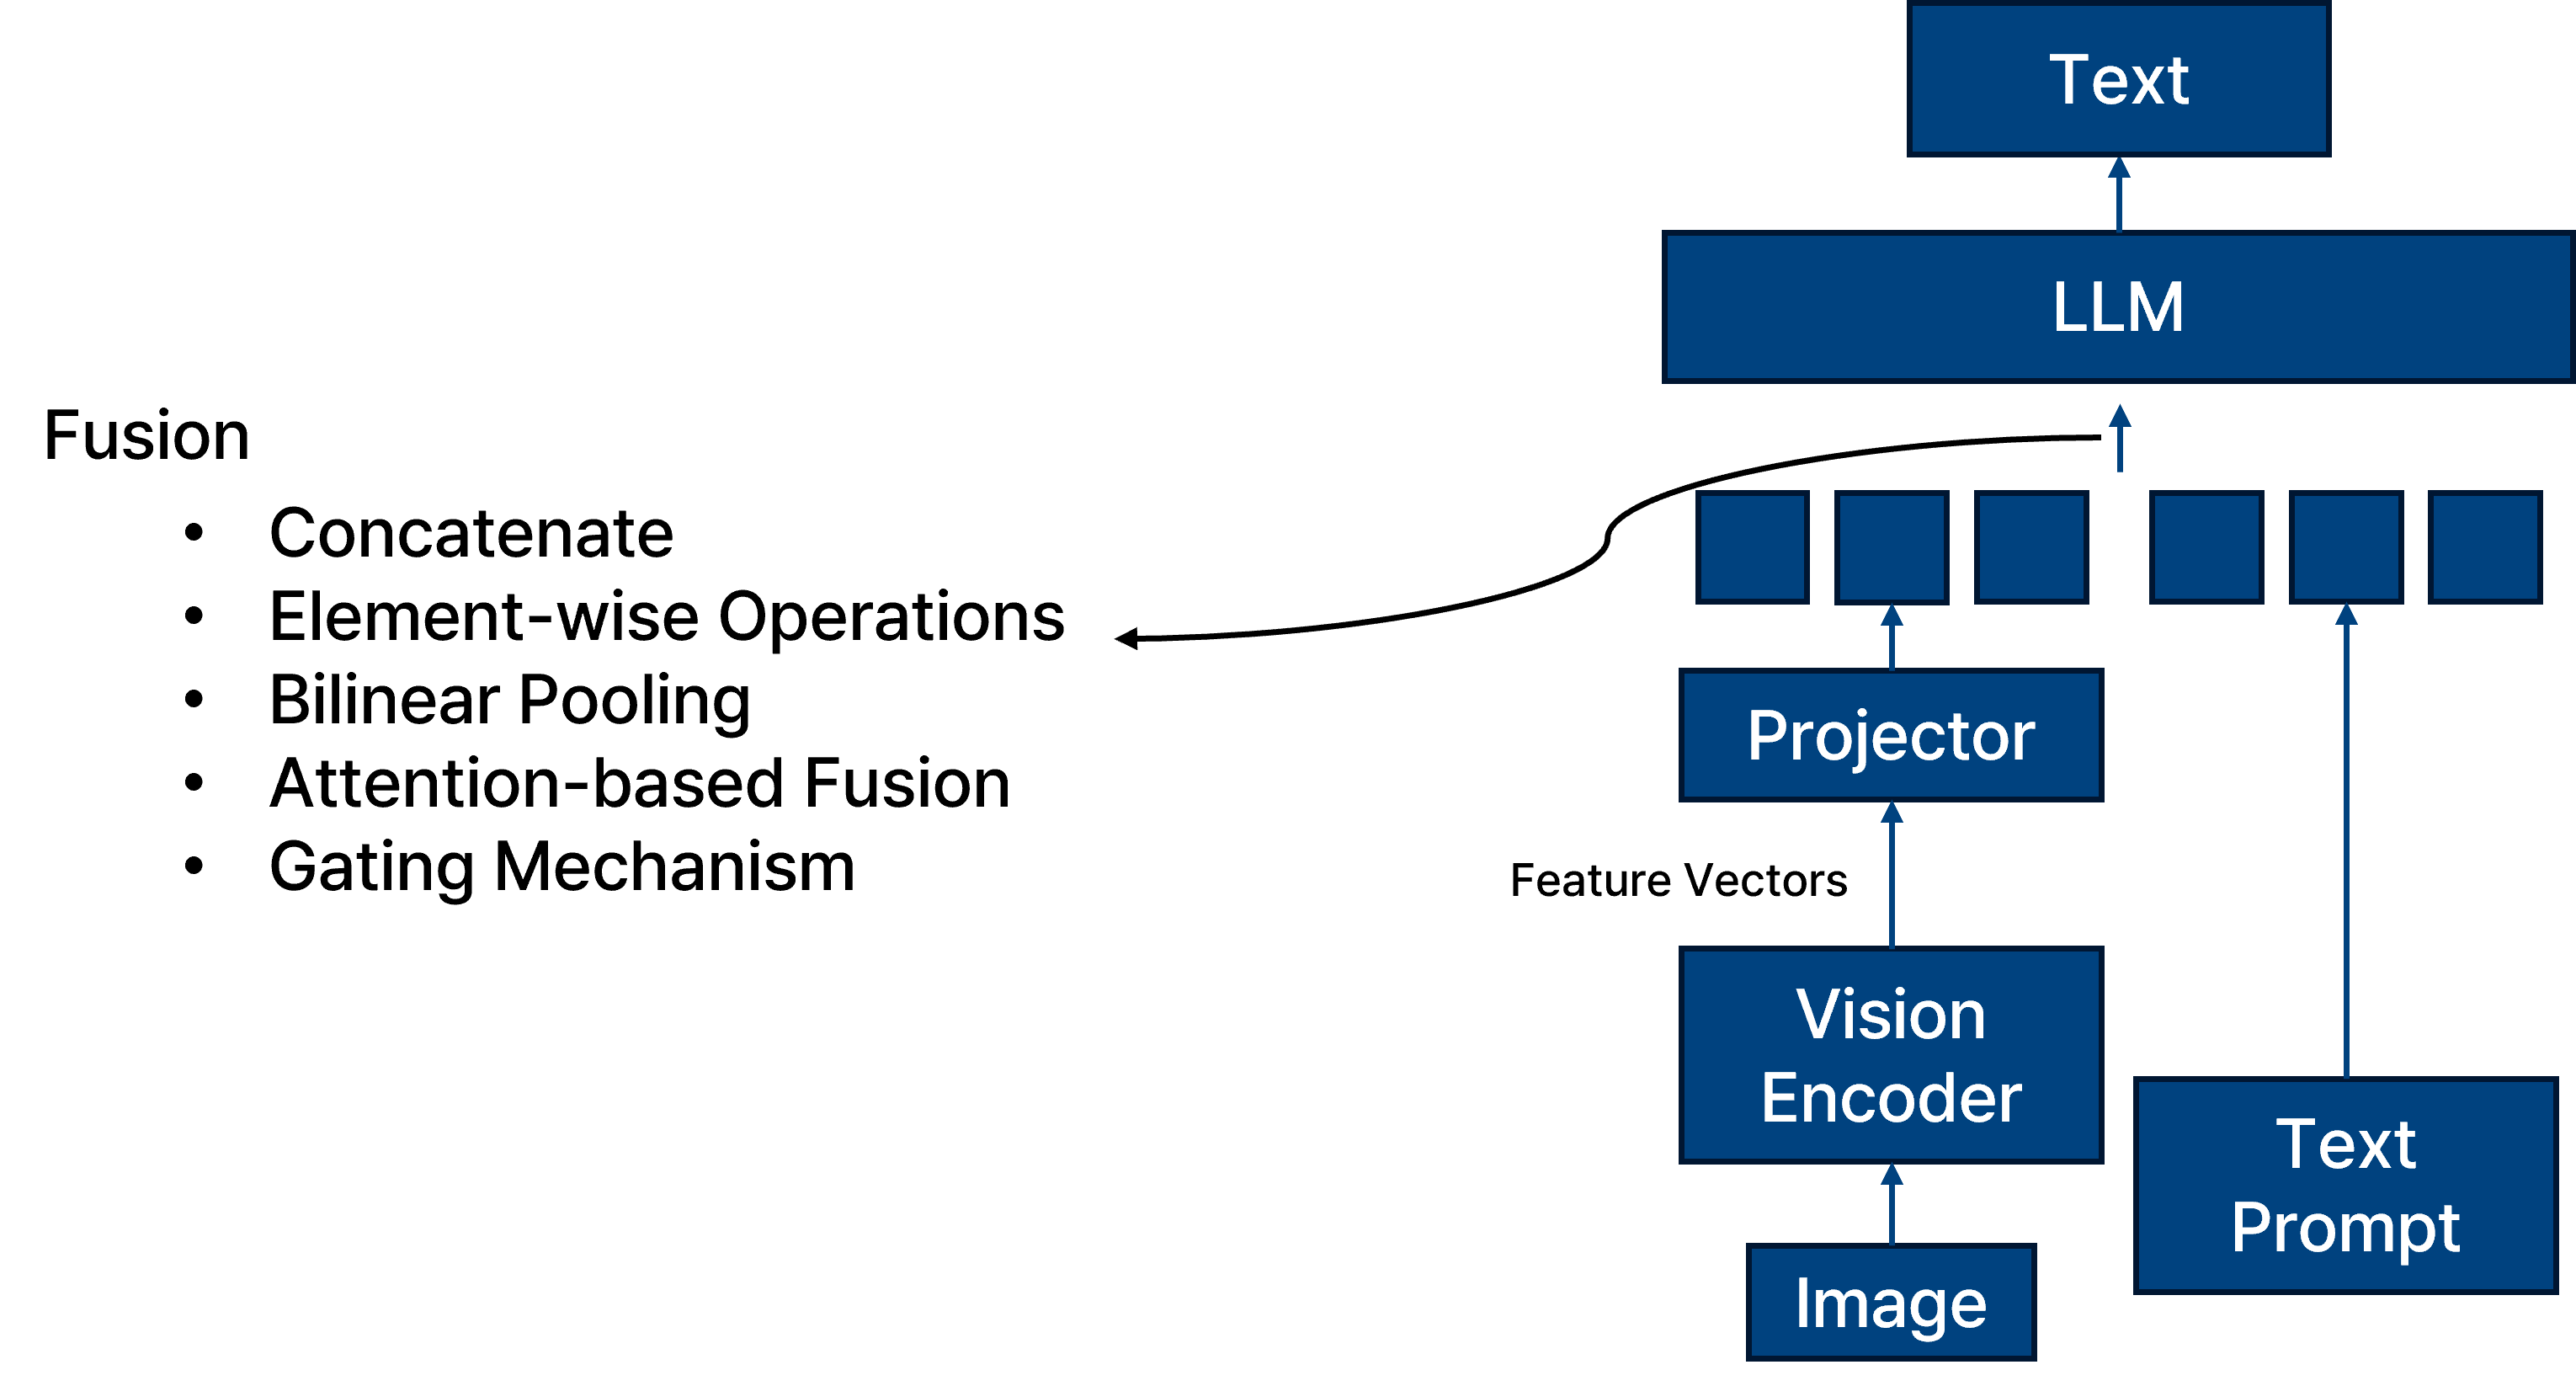 Text
LLM
Fusion
• Concatenate
• Element-wise Operations
• Bilinear Pooling
• Attention-based Fusion
• Gating Mechanism
Projector
Feature Vectors
Vision
Encoder
Text
Prompt
Image